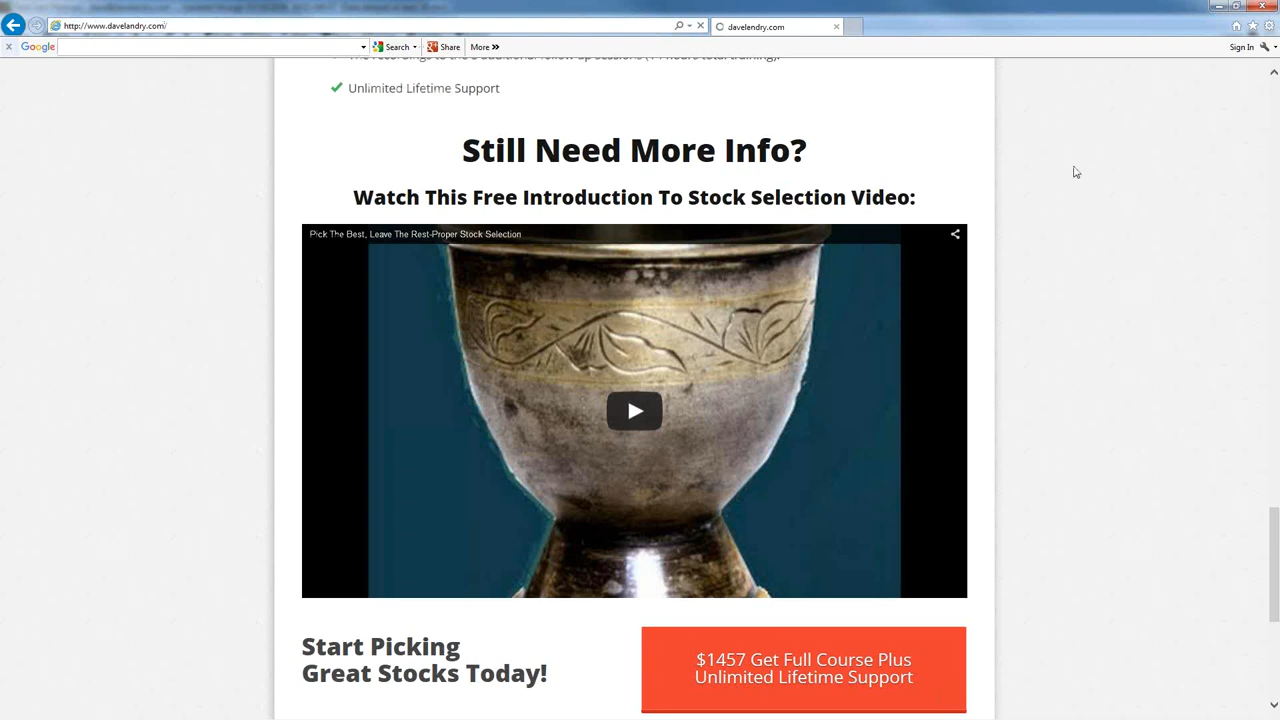 http://www.davelandry.com/
davelandry.com
Google
Search
Share
More »
Sign In
Unlimited Lifetime Support
Still Need More Info?
Watch This Free Introduction To Stock Selection Video:
Pick The Best, Leave The Rest-Proper Stock Selection
Start Picking
Great Stocks Today!
$1457 Get Full Course Plus
Unlimited Lifetime Support